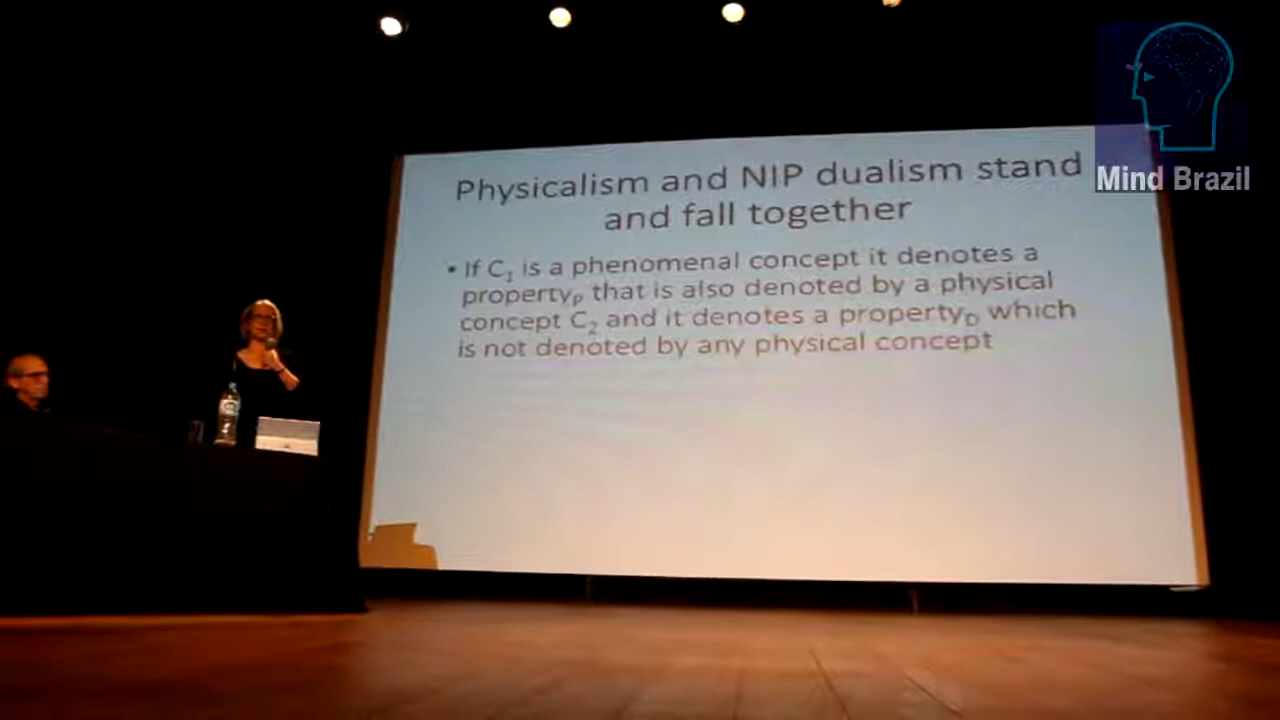 Mind Brazil
Physicalism and NIP dualism stand
and fall together
• If C₁ is a phenomenal concept it denotes a
propertyₚ that is also denoted by a physical
concept C₂ and it denotes a property_D which
is not denoted by any physical concept